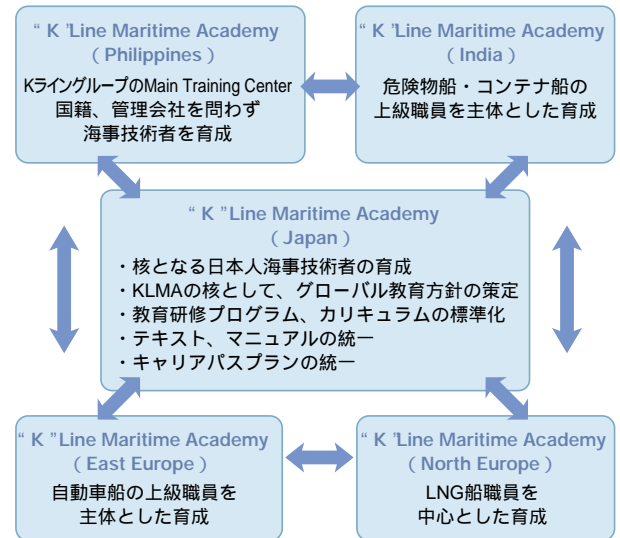 “ K ”Line Maritime Academy
（Philippines）
KラインググループのMain Training Center
国籍、管理会社を問わず
海事技術者を育成
“ K ”Line Maritime Academy
（India）
危険物船・コンテナ船の
上級職員を主体とした育成
“ K ”Line Maritime Academy
（Japan）
・核となる日本人海事技術者の育成
・KLMAの核として、グローバル教育方針の策定
・教育研修プログラム、カリキュラムの標準化
・テキスト、マニュアルの統一
・キャリアパスプランの統一
“ K ”Line Maritime Academy
（East Europe）
自動車船の上級職員を
主体とした育成
“ K ”Line Maritime Academy
（North Europe）
LNG船職員を
中心とした育成